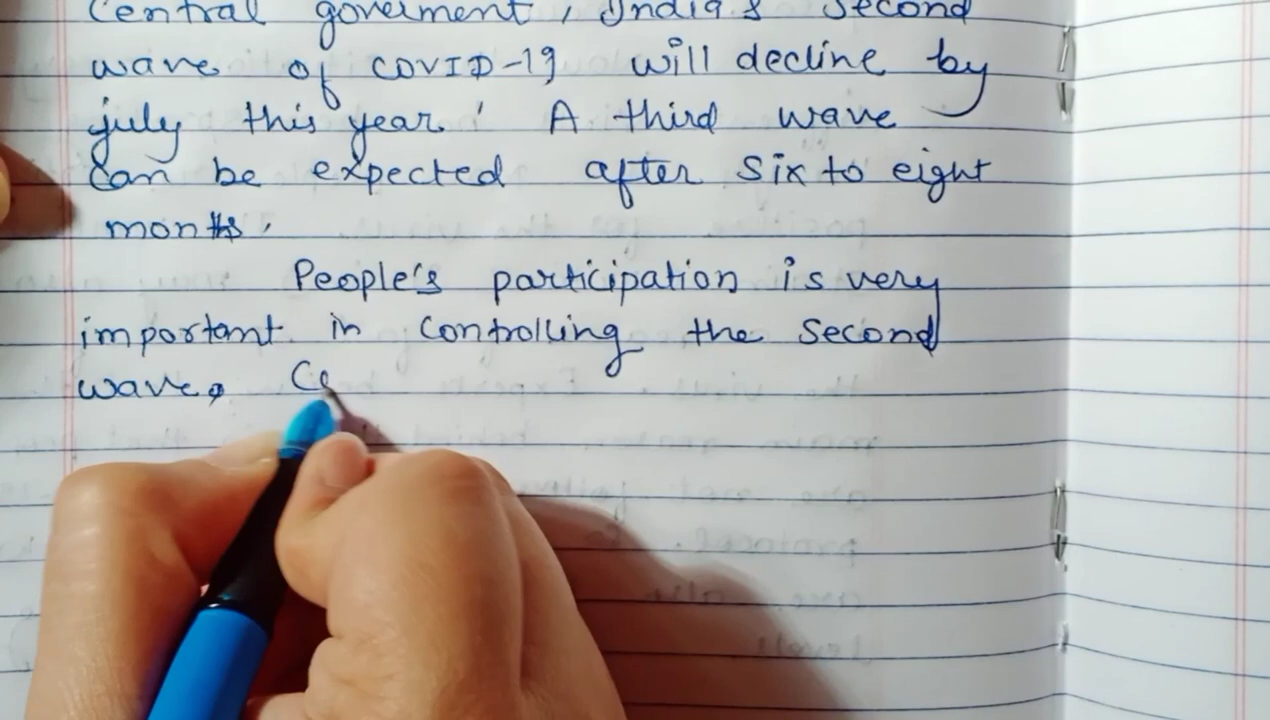 Central goverment, India's second
wave of COVID-19 will decline by
july this year. A third wave
can be expected after six to eight
months.
People's participation is very
important in controlling the second
wave, Co